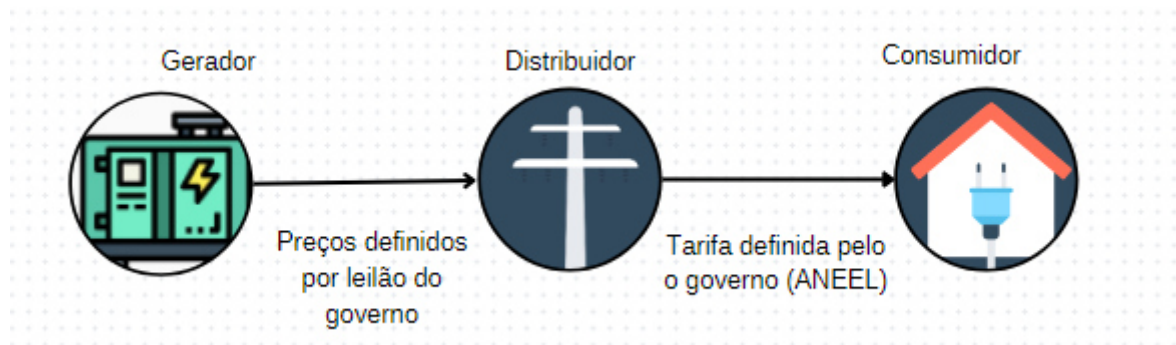 Gerador
Distribuidor
Consumidor
Preços definidos
por leilão do
governo
Tarifa definida pelo
o governo (ANEEL)